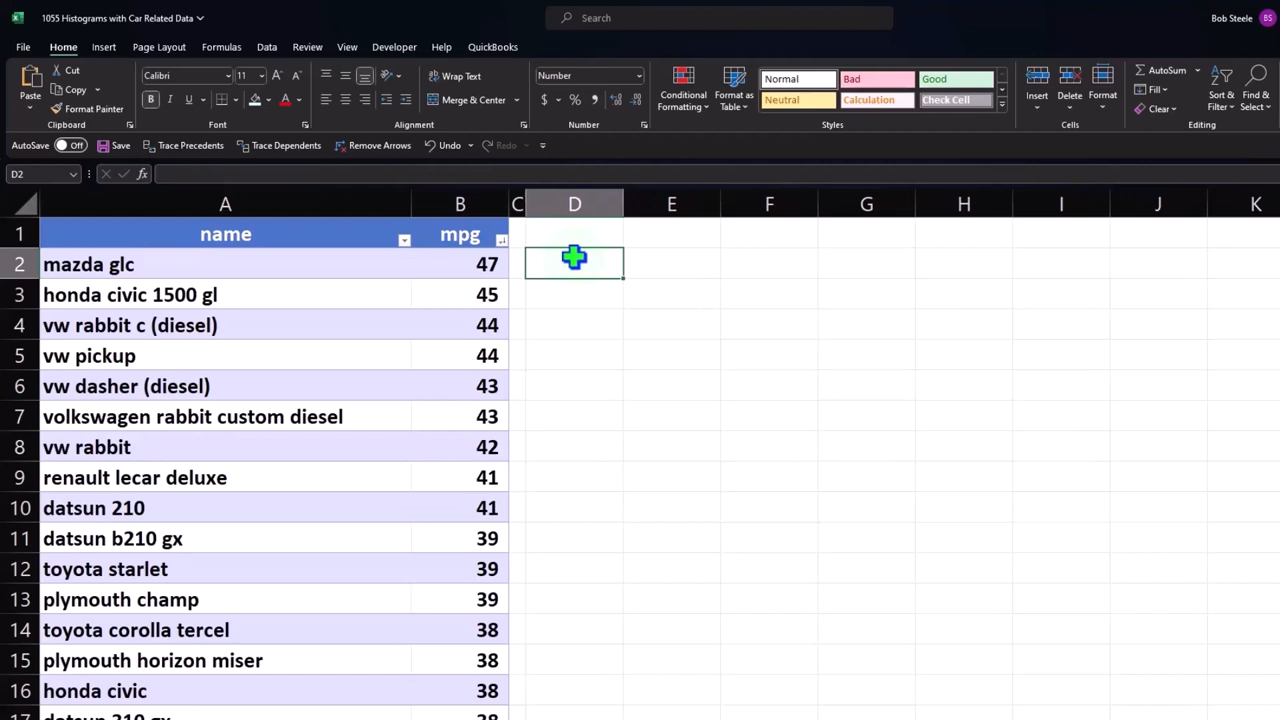 1055 Histograms with Car Related Data
Search
Bob Steele
BS
File Home Insert Page Layout Formulas Data Review View Developer Help QuickBooks
Paste
Cut
Copy
Format Painter
Clipboard
Calibri 11
B I U
Font
Wrap Text
Merge & Center
Alignment
Number
$ % ,
Number
Conditional Formatting
Format as Table
Normal Bad Good
Neutral Calculation Check Cell
Styles
Insert Delete Format
Cells
AutoSum
Fill
Clear
Sort & Filter
Find & Select
Editing
AutoSave Off Save Trace Precedents Trace Dependents Remove Arrows Undo Redo
D2 fx
A B C D E F G H I J K
1 name mpg
2 mazda glc 47
3 honda civic 1500 gl 45
4 vw rabbit c (diesel) 44
5 vw pickup 44
6 vw dasher (diesel) 43
7 volkswagen rabbit custom diesel 43
8 vw rabbit 42
9 renault lecar deluxe 41
10 datsun 210 41
11 datsun b210 gx 39
12 toyota starlet 39
13 plymouth champ 39
14 toyota corolla tercel 38
15 plymouth horizon miser 38
16 honda civic 38
17 datsun 310 gx 38